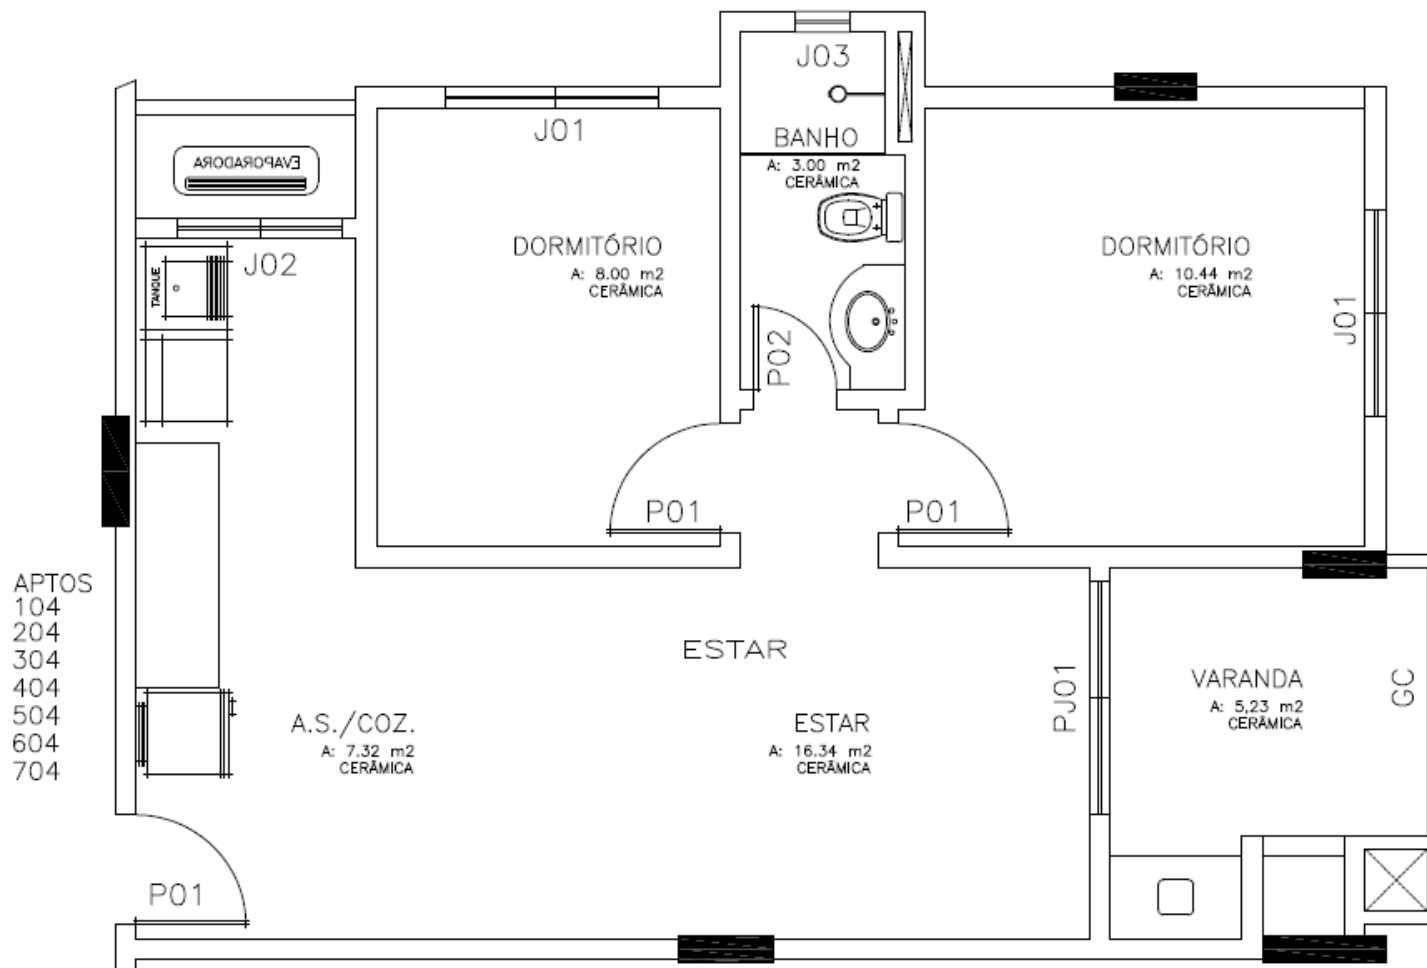 J03
J01
BANHO
A: 3.00 m2
CERÂMICA
EVAPORADORA
J02
TANQUE
DORMITÓRIO
A: 8.00 m2
CERÂMICA
DORMITÓRIO
A: 10.44 m2
CERÂMICA
J01
P02
P01
P01
APTOS
104
204
304
404
504
604
704
ESTAR
A.S./COZ.
A: 7.32 m2
CERÂMICA
ESTAR
A: 16.34 m2
CERÂMICA
PJ01
VARANDA
A: 5,23 m2
CERÂMICA
GC
P01